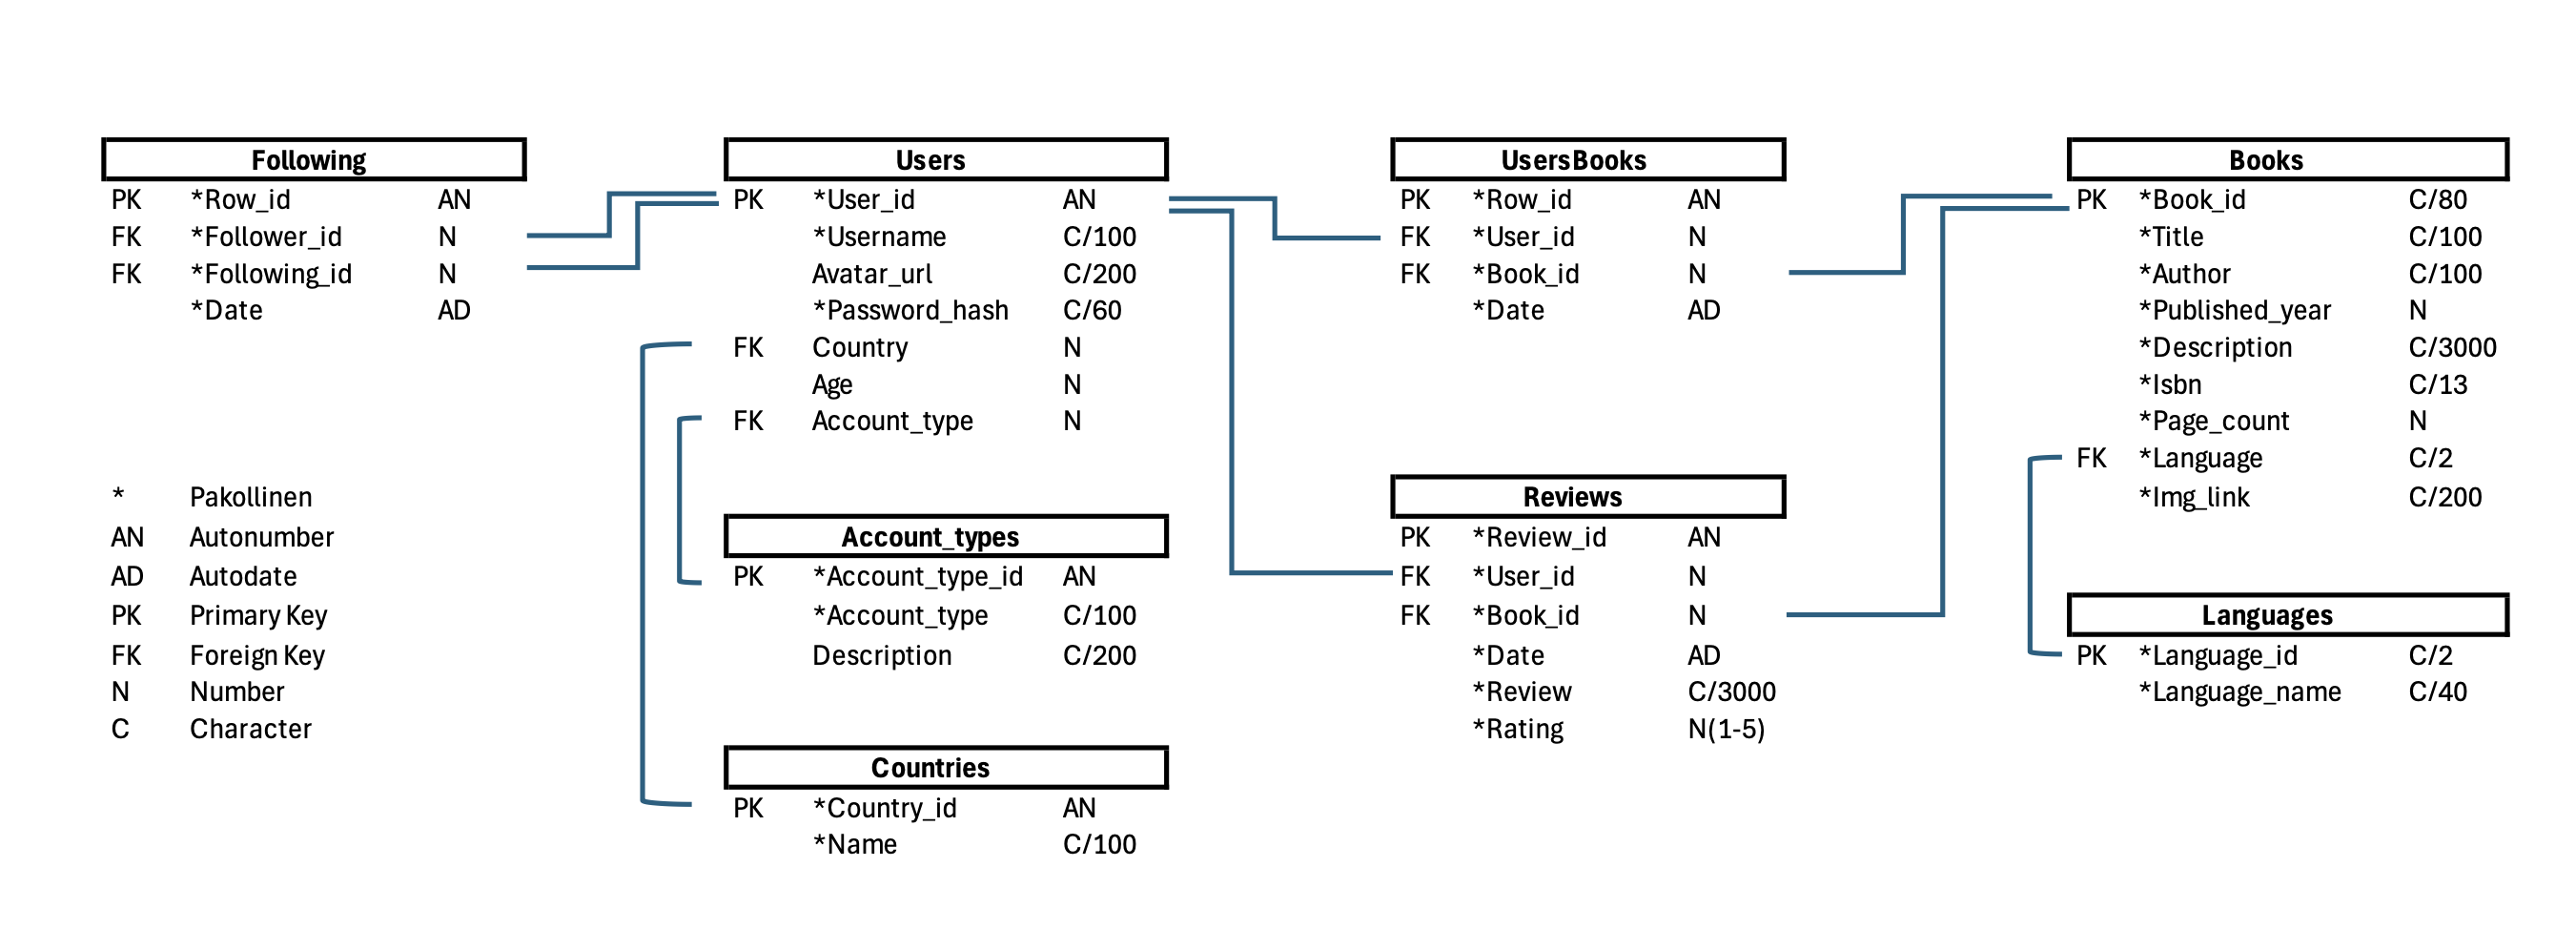 Following
PK *Row_id AN
FK *Follower_id N
FK *Following_id N
*Date AD
Users
PK *User_id AN
*Username C/100
Avatar_url C/200
*Password_hash C/60
FK Country N
Age N
FK Account_type N
UsersBooks
PK *Row_id AN
FK *User_id N
FK *Book_id N
*Date AD
Books
PK *Book_id C/80
*Title C/100
*Author C/100
*Published_year N
*Description C/3000
*Isbn C/13
*Page_count N
FK *Language C/2
*Img_link C/200
* Pakollinen
AN Autonumber
AD Autodate
PK Primary Key
FK Foreign Key
N Number
C Character
Account_types
PK *Account_type_id AN
*Account_type C/100
Description C/200
Countries
PK *Country_id AN
*Name C/100
Reviews
PK *Review_id AN
FK *User_id N
FK *Book_id N
*Date AD
*Review C/3000
*Rating N(1-5)
Languages
PK *Language_id C/2
*Language_name C/40